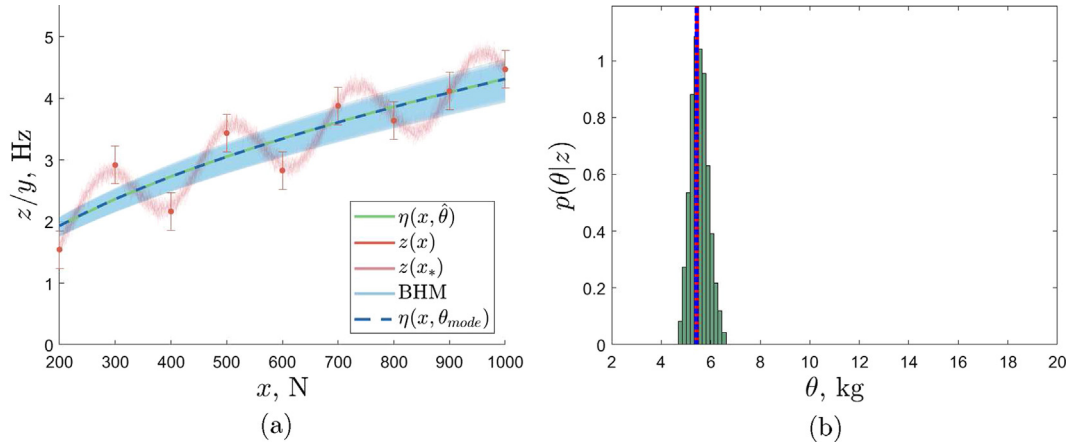 5
4
3
2
1
0
z/y, Hz
200 300 400 500 600 700 800 900 1000
x, N
η(x, θ̂)
z(x)
z(x∗)
BHM
η(x, θmode)
(a)
1
0.8
0.6
0.4
0.2
0
p(θ|z)
2 4 6 8 10 12 14 16 18 20
θ, kg
(b)